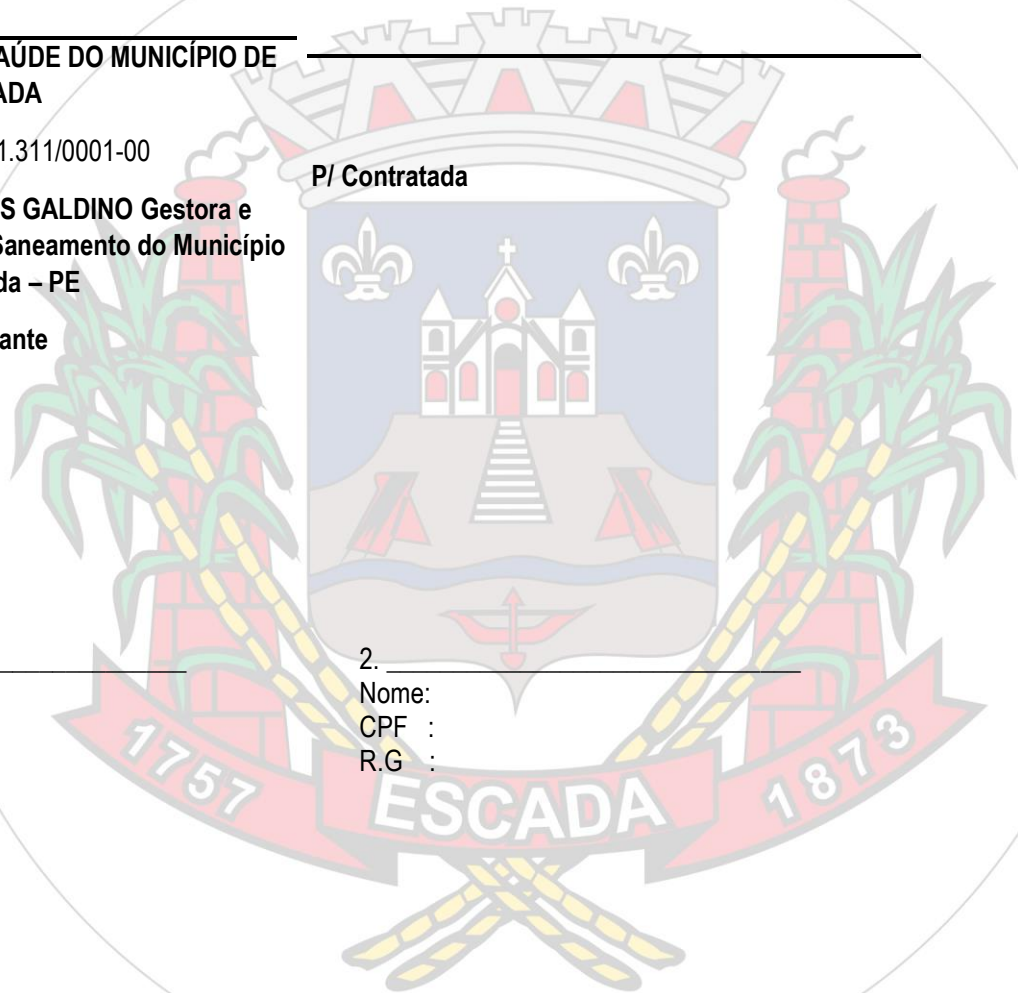 AÚDE DO MUNICÍPIO DE
ADA
1.311/0001-00
S GALDINO Gestora e
Saneamento do Município
da – PE
ante
P/ Contratada
2. ______________________________
Nome:
CPF :
R.G :
1757
ESCADA
1873